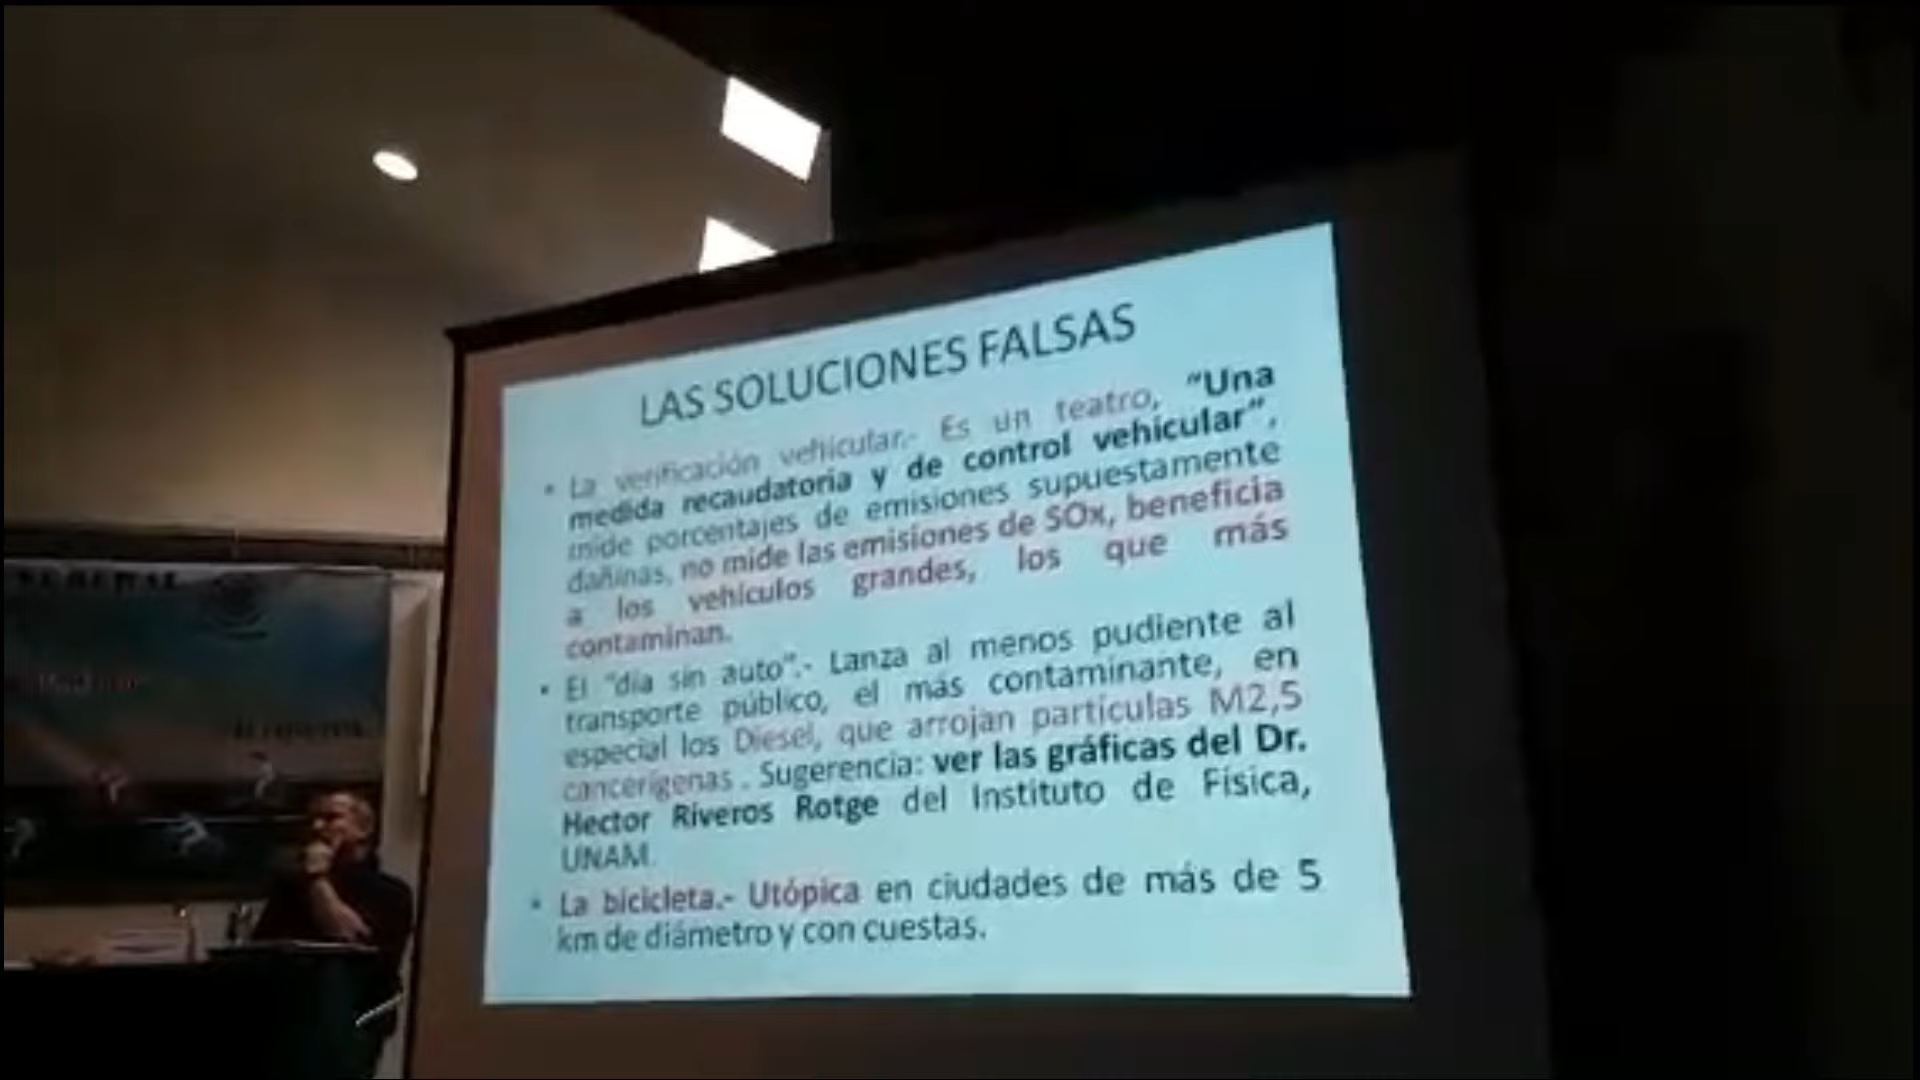 LAS SOLUCIONES FALSAS
• La verificación vehicular.- Es un teatro, "Una
medida recaudatoria y de control vehicular",
mide porcentajes de emisiones supuestamente
dañinas, no mide las emisiones de SOx, beneficia
a los vehículos grandes, los que más
contaminan.
• El "día sin auto".- Lanza al menos pudiente al
transporte público, el más contaminante, en
especial los Diesel, que arrojan partículas M2,5
cancerígenas . Sugerencia: ver las gráficas del Dr.
Hector Riveros Rotge del Instituto de Física,
UNAM.
• La bicicleta.- Utópica en ciudades de más de 5
km de diámetro y con cuestas.